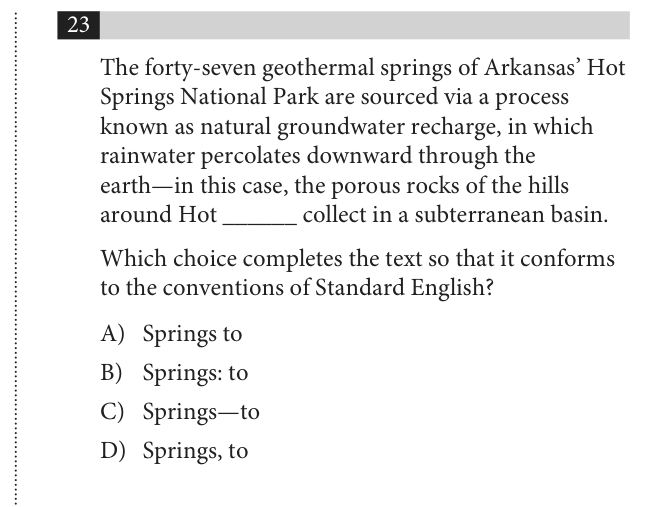 23
The forty-seven geothermal springs of Arkansas’ Hot
Springs National Park are sourced via a process
known as natural groundwater recharge, in which
rainwater percolates downward through the
earth—in this case, the porous rocks of the hills
around Hot ______ collect in a subterranean basin.
Which choice completes the text so that it conforms
to the conventions of Standard English?
A) Springs to
B) Springs: to
C) Springs—to
D) Springs, to